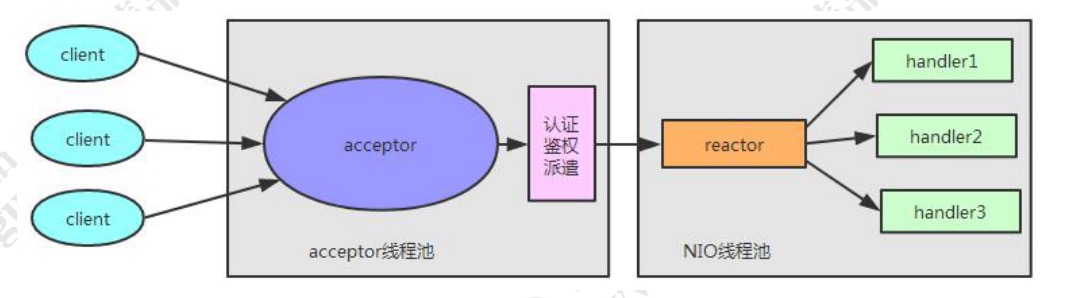 client
client
client
acceptor
认证
鉴权
派遣
acceptor线程池
reactor
handler1
handler2
handler3
NIO线程池